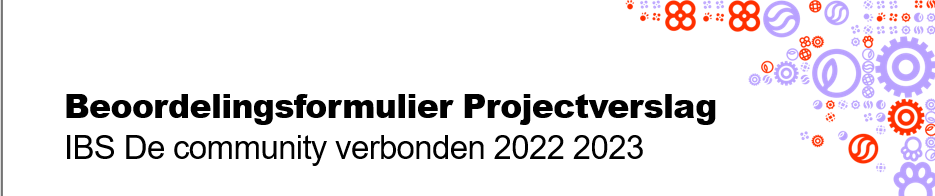 Beoordelingsformulier Projectverslag
IBS De community verbonden 2022 2023